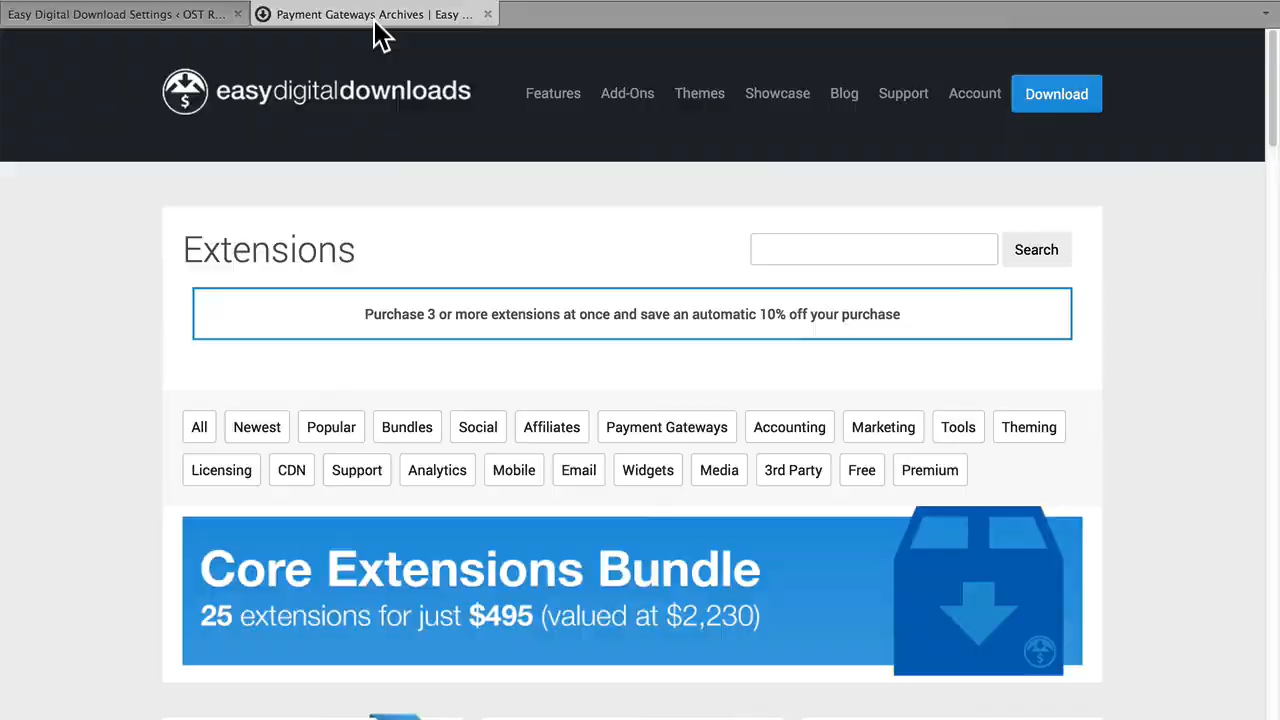 Easy Digital Download Settings ‹ OST R...
Payment Gateways Archives | Easy ...
easydigitaldownloads
Features Add-Ons Themes Showcase Blog Support Account Download
Extensions
Search
Purchase 3 or more extensions at once and save an automatic 10% off your purchase
All Newest Popular Bundles Social Affiliates Payment Gateways Accounting Marketing Tools Theming
Licensing CDN Support Analytics Mobile Email Widgets Media 3rd Party Free Premium
Core Extensions Bundle
25 extensions for just $495 (valued at $2,230)